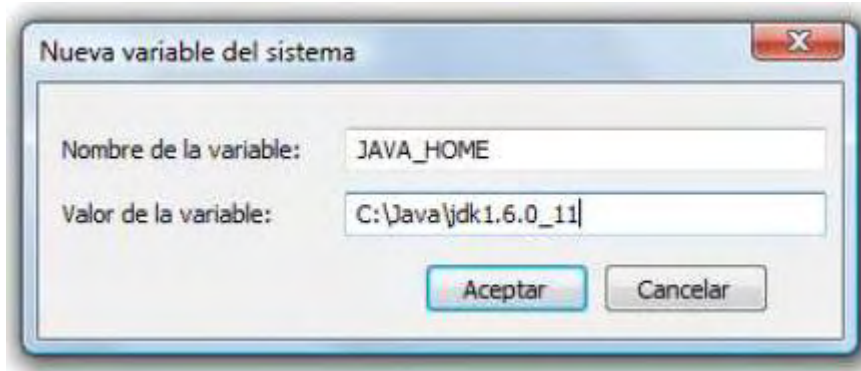 Nueva variable del sistema
Nombre de la variable: JAVA_HOME
Valor de la variable: C:\Java\jdk1.6.0_11
Aceptar Cancelar